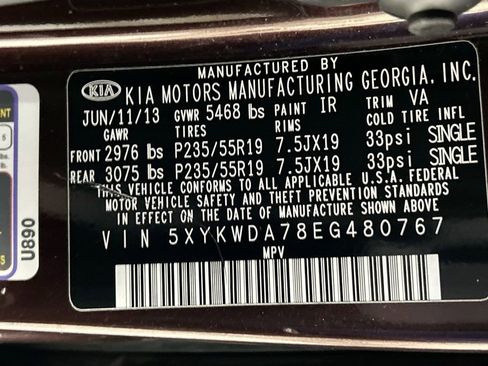 MANUFACTURED BY
KIA KIA MOTORS MANUFACTURING GEORGIA. INC.
JUN/11/13 GVWR 5468 lbs PAINT IR TRIM VA
GAWR TIRES RIMS COLD TIRE INFL
FRONT 2976 lbs P235/55R19 7.5JX19 33psi SINGLE
REAR 3075 lbs P235/55R19 7.5JX19 33psi SINGLE
THIS VEHICLE CONFORMS TO ALL APPLICABLE U.S.A. FEDERAL
MOTOR VEHICLE SAFETY AND THEFT PREVENTION STANDARDS
IN EFFECT ON THE DATE OF MANUFACTURE SHOWN ABOVE.
VIN 5XYKWDA78EG480767
MPV
U890